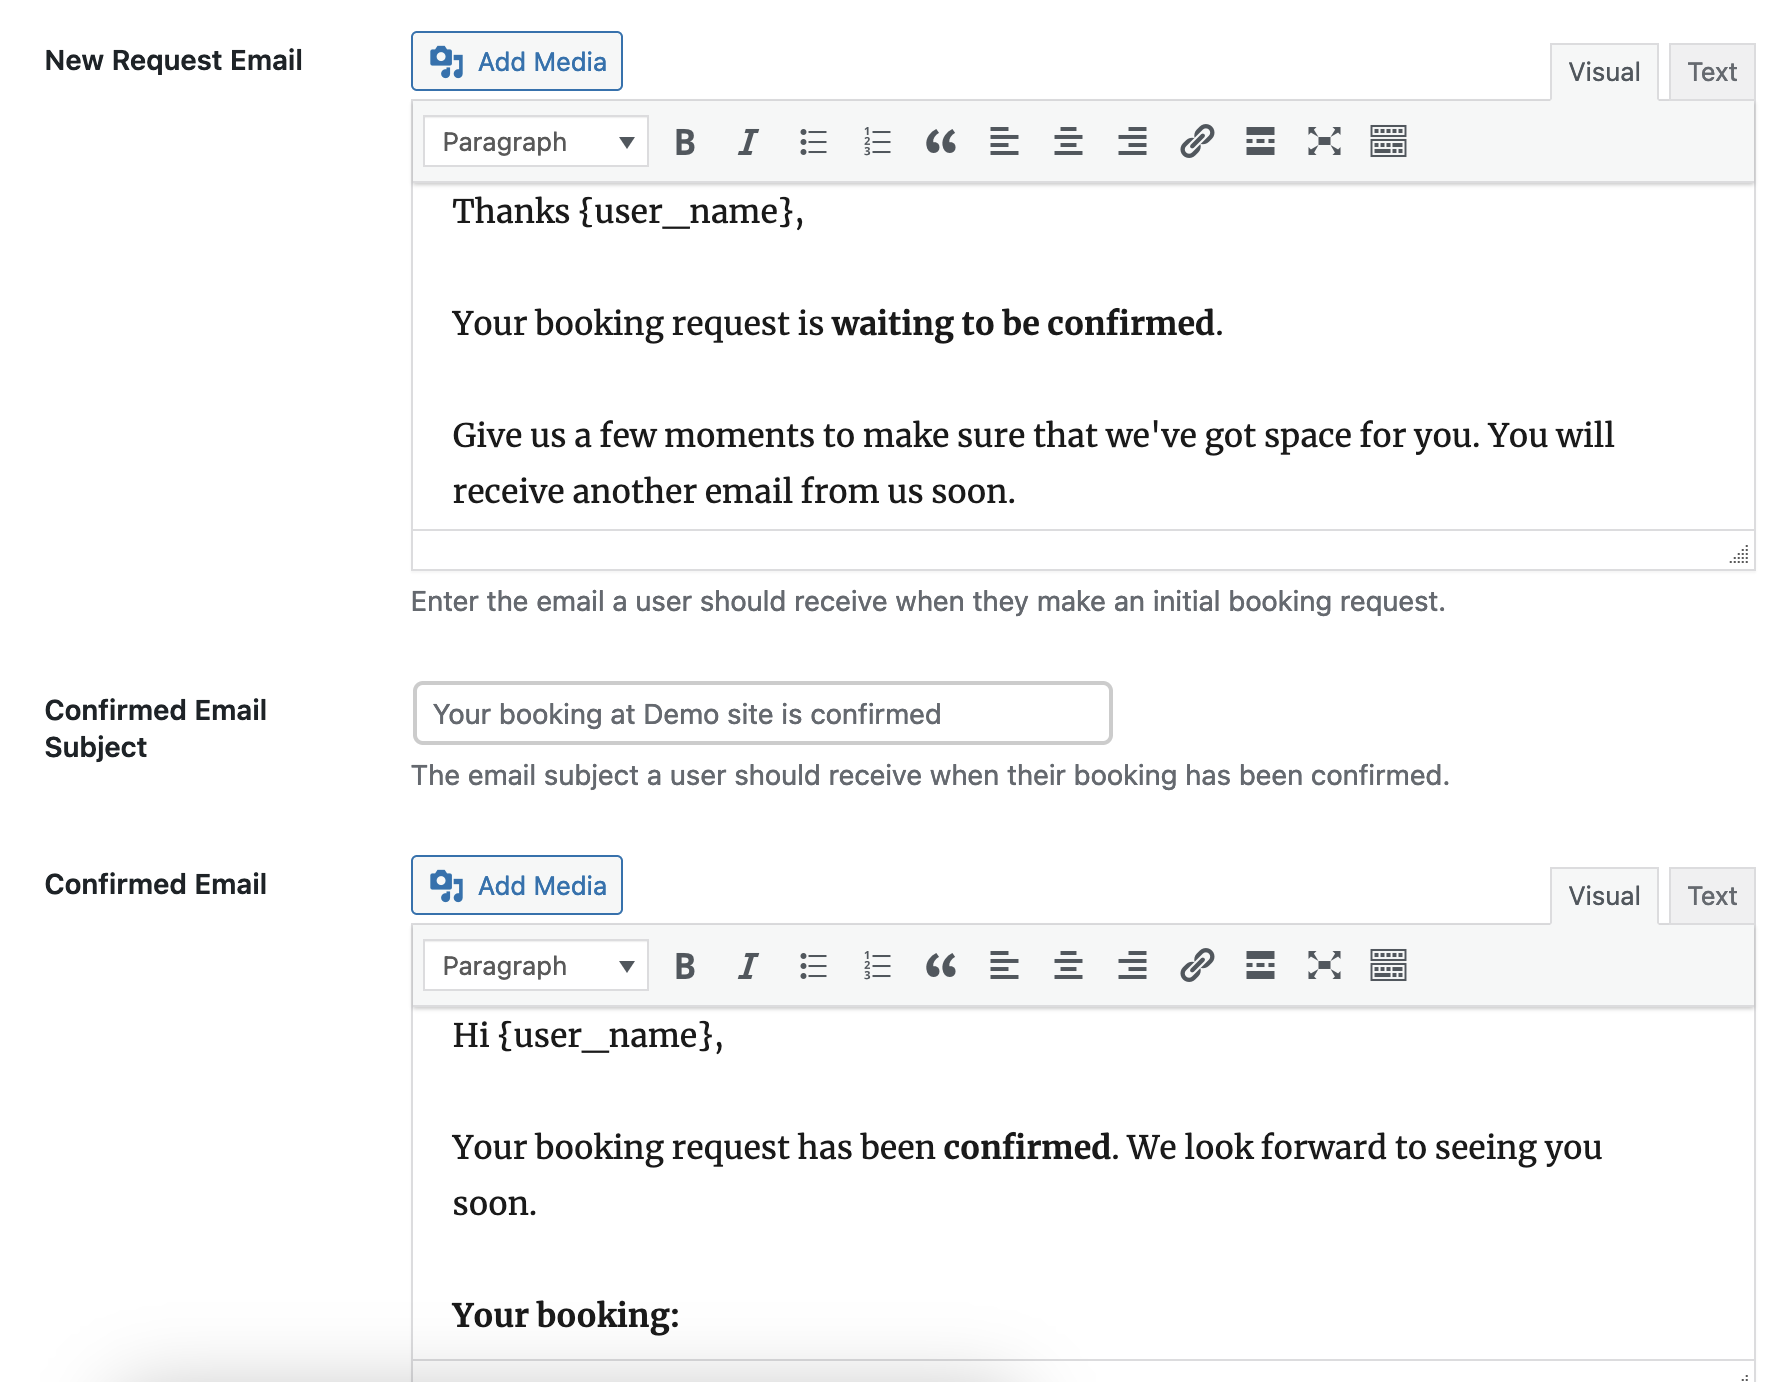 New Request Email
Add Media
Visual
Text
Paragraph
Thanks {user_name},
Your booking request is waiting to be confirmed.
Give us a few moments to make sure that we've got space for you. You will
receive another email from us soon.
Enter the email a user should receive when they make an initial booking request.
Confirmed Email
Subject
Your booking at Demo site is confirmed
The email subject a user should receive when their booking has been confirmed.
Confirmed Email
Add Media
Visual
Text
Paragraph
Hi {user_name},
Your booking request has been confirmed. We look forward to seeing you
soon.
Your booking: